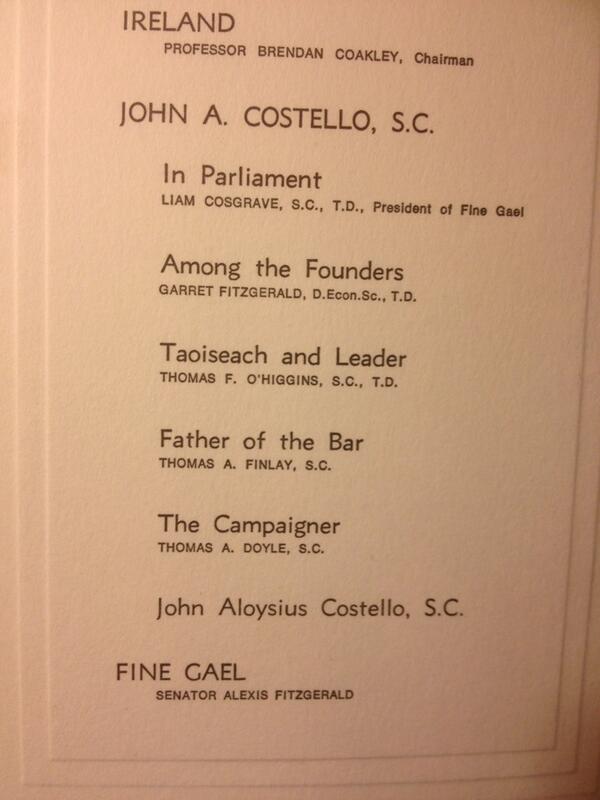 IRELAND
PROFESSOR BRENDAN COAKLEY, Chairman
JOHN A. COSTELLO, S.C.
In Parliament
LIAM COSGRAVE, S.C., T.D., President of Fine Gael
Among the Founders
GARRET FITZGERALD, D.Econ.Sc., T.D.
Taoiseach and Leader
THOMAS F. O'HIGGINS, S.C., T.D.
Father of the Bar
THOMAS A. FINLAY, S.C.
The Campaigner
THOMAS A. DOYLE, S.C.
John Aloysius Costello, S.C.
FINE GAEL
SENATOR ALEXIS FITZGERALD